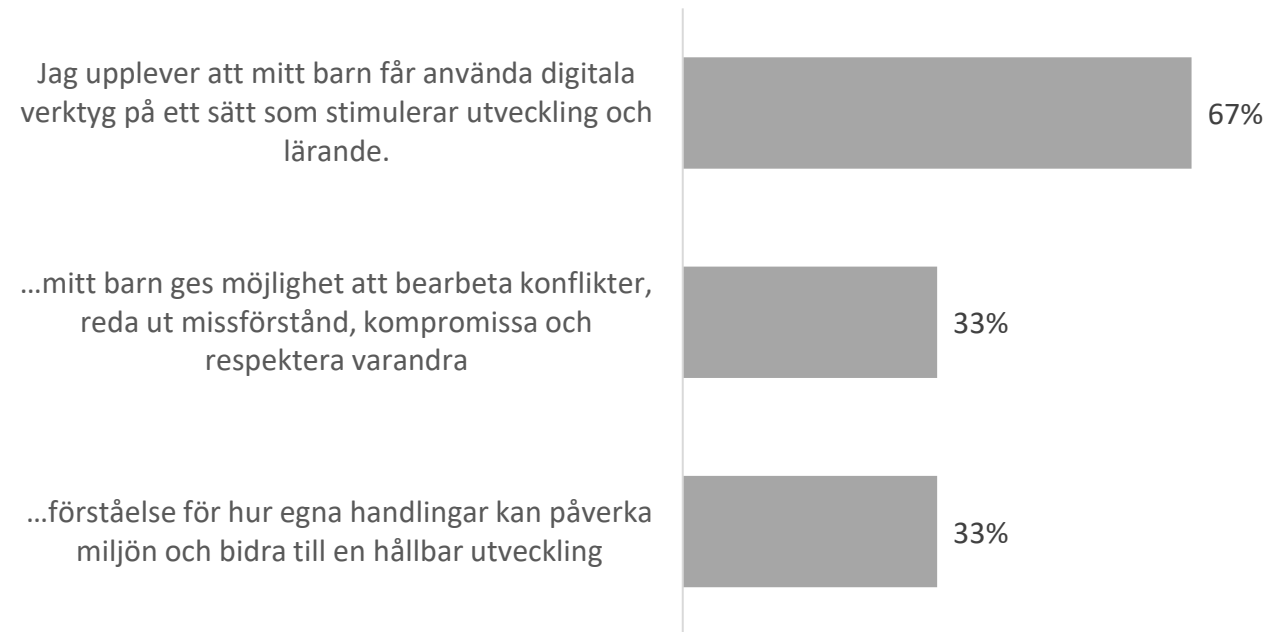 Jag upplever att mitt barn får använda digitala
verktyg på ett sätt som stimulerar utveckling och
lärande.
67%
...mitt barn ges möjlighet att bearbeta konflikter,
reda ut missförstånd, kompromissa och
respektera varandra
33%
...förståelse för hur egna handlingar kan påverka
miljön och bidra till en hållbar utveckling
33%